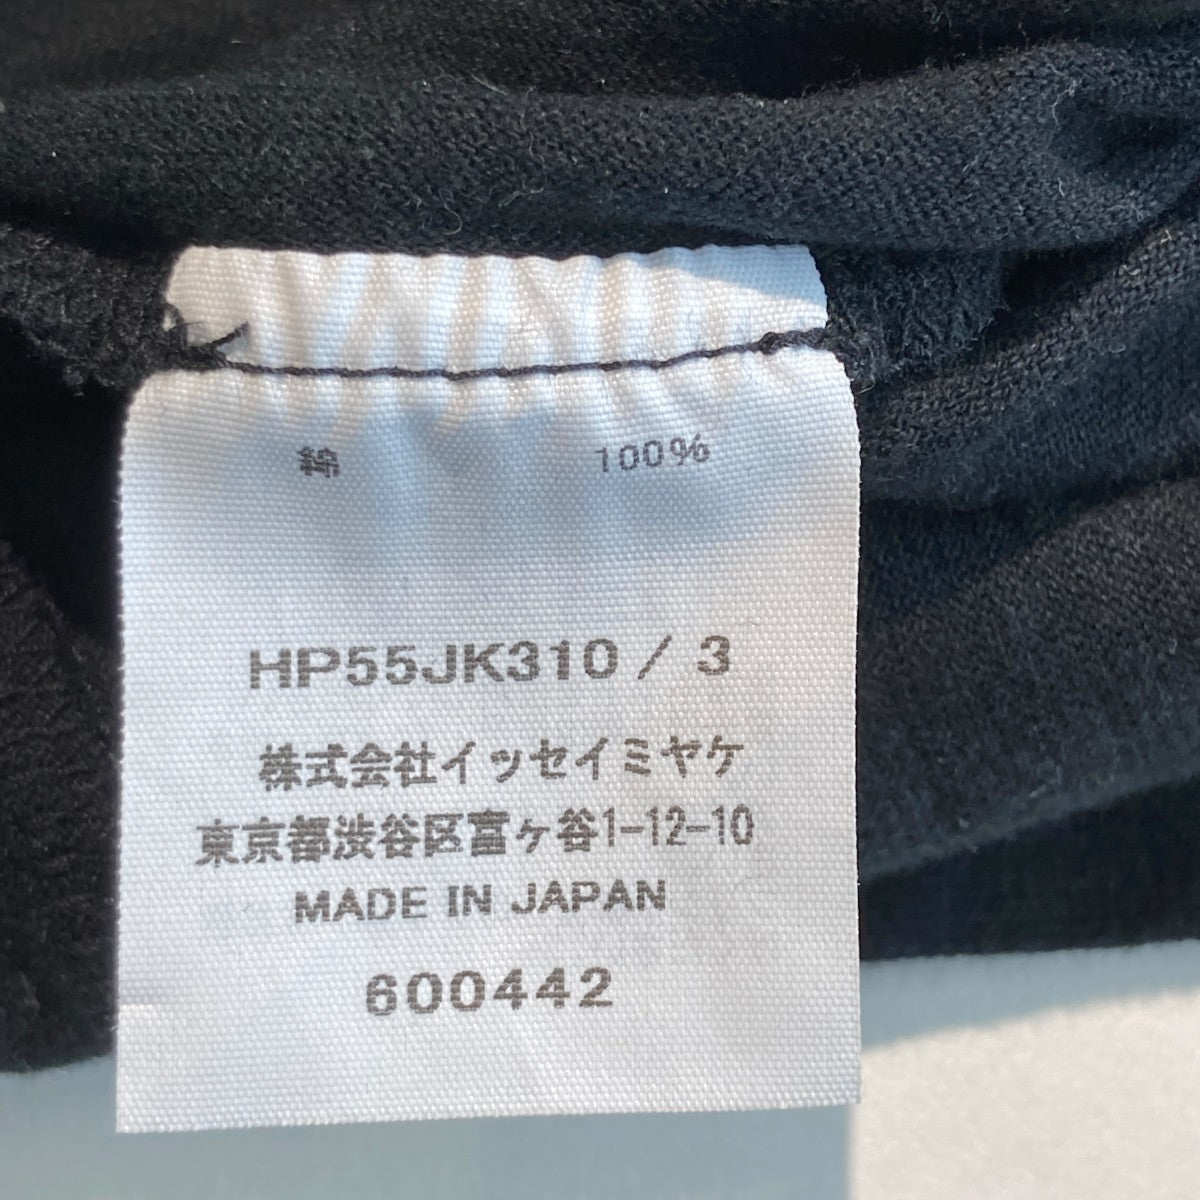 綿 100%
HP55JK310 / 3
株式会社イッセイミヤケ
東京都渋谷区富ヶ谷1-12-10
MADE IN JAPAN
600442